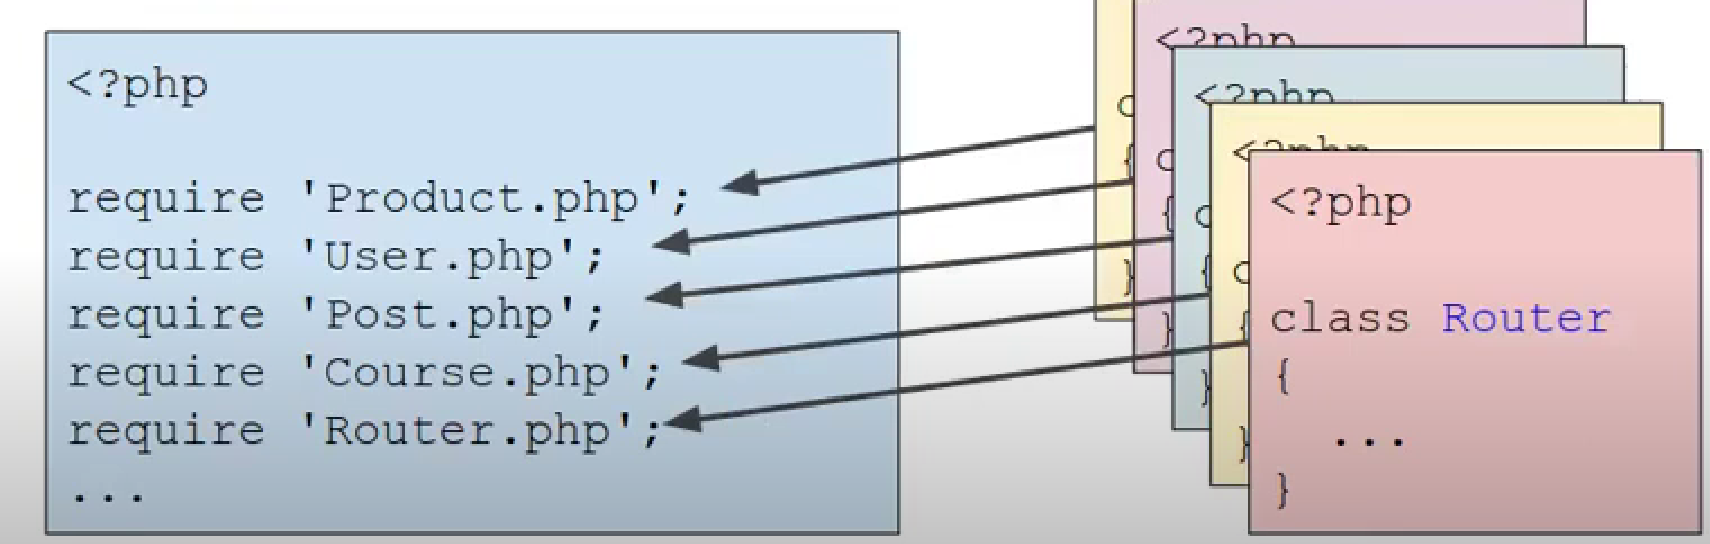 <?php
require 'Product.php';
require 'User.php';
require 'Post.php';
require 'Course.php';
require 'Router.php';
...
<?php
c
{
}
<?php
c
{
}
<?php
c
{
}
<?php
c
{
}
<?php
class Router
{
...
}